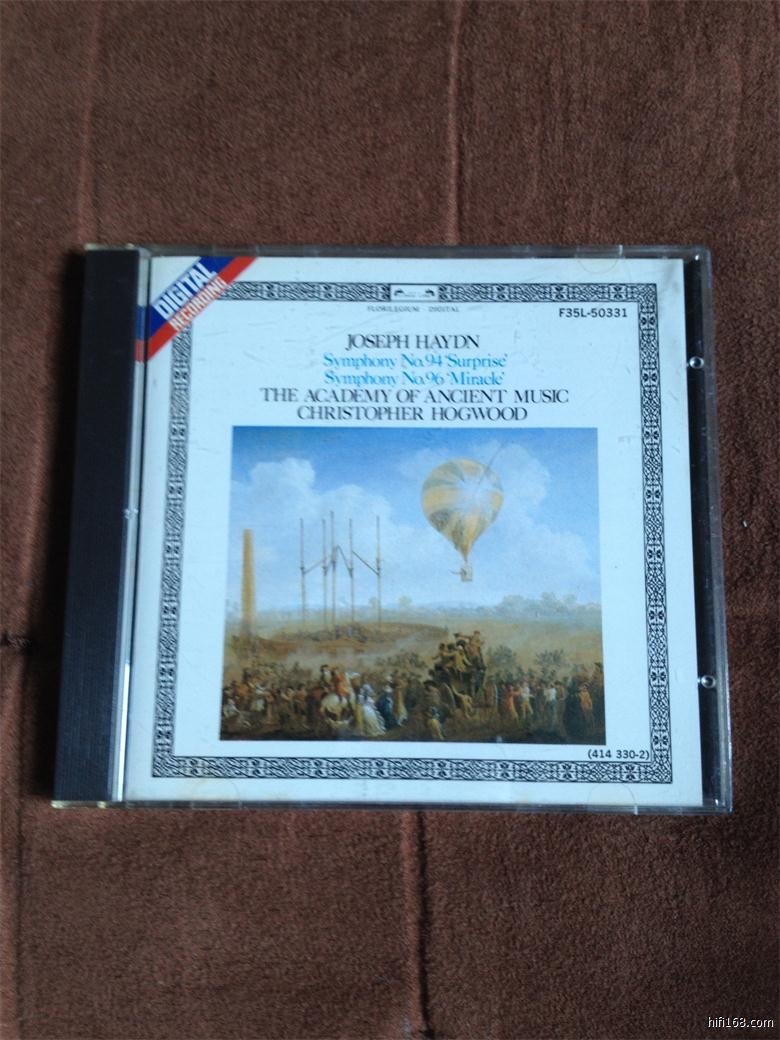 DIGITAL
RECORDING
FLORILEGIUM DIGITAL
F35L-50331
JOSEPH HAYDN
Symphony No.94 'Surprise'
Symphony No.96 'Miracle'
THE ACADEMY OF ANCIENT MUSIC
CHRISTOPHER HOGWOOD
(414 330-2)
hifi168.com